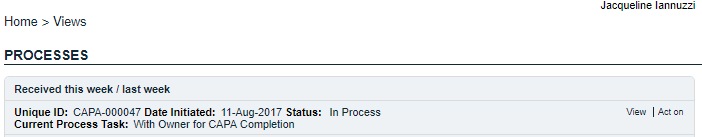 Jacqueline Iannuzzi
Home > Views
PROCESSES
Received this week / last week
Unique ID: CAPA-000047 Date Initiated: 11-Aug-2017 Status: In Process View | Act on
Current Process Task: With Owner for CAPA Completion